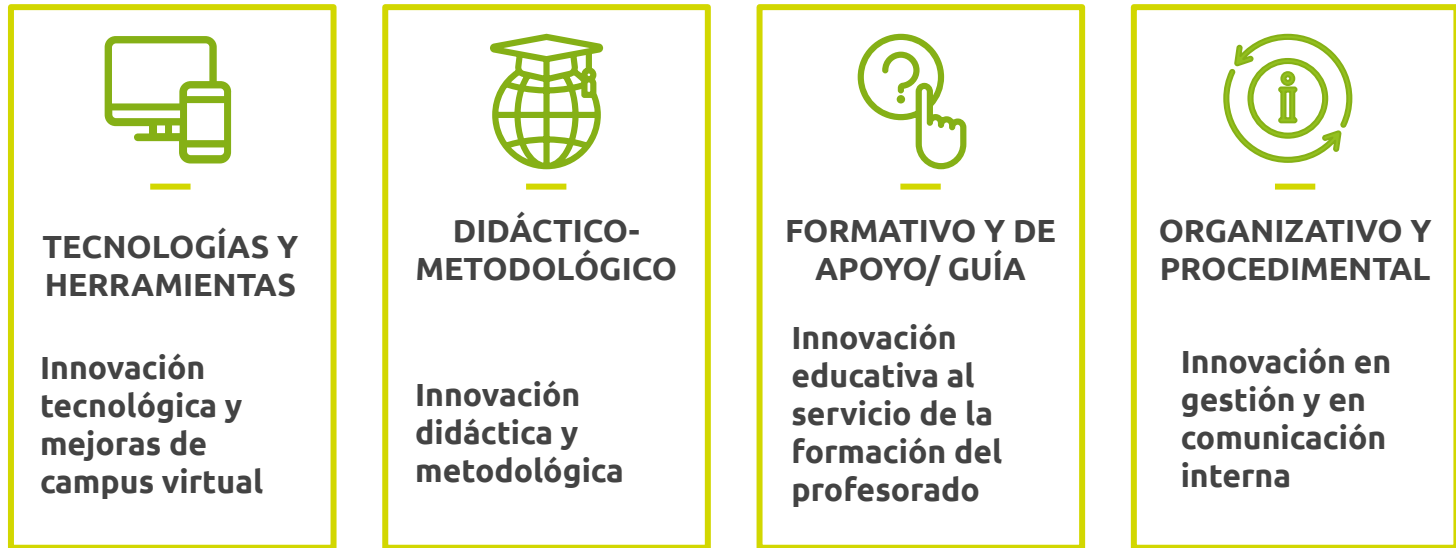 TECNOLOGÍAS Y
HERRAMIENTAS
Innovación
tecnológica y
mejoras de
campus virtual
DIDÁCTICO-
METODOLÓGICO
Innovación
didáctica y
metodológica
?
FORMATIVO Y DE
APOYO/ GUÍA
Innovación
educativa al
servicio de la
formación del
profesorado
i
ORGANIZATIVO Y
PROCEDIMENTAL
Innovación en
gestión y en
comunicación
interna